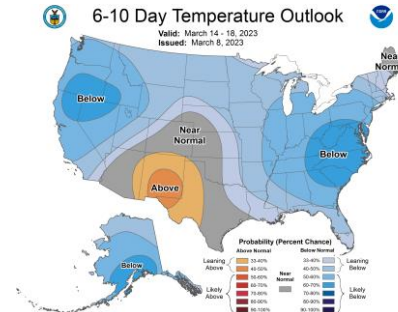 6-10 Day Temperature Outlook
Valid: March 14 - 18, 2023
Issued: March 8, 2023
Near
Normal
Below
Near
Normal
Below
Above
Below
Probability (Percent Chance)
Above Normal
Below Normal
Leaning
Above
33-40%
40-50%
50-60%
60-70%
70-80%
80-90%
90-100%
Likely
Above
Near
Normal
33-40%
40-50%
50-60%
60-70%
70-80%
80-90%
90-100%
Leaning
Below
Likely
Below